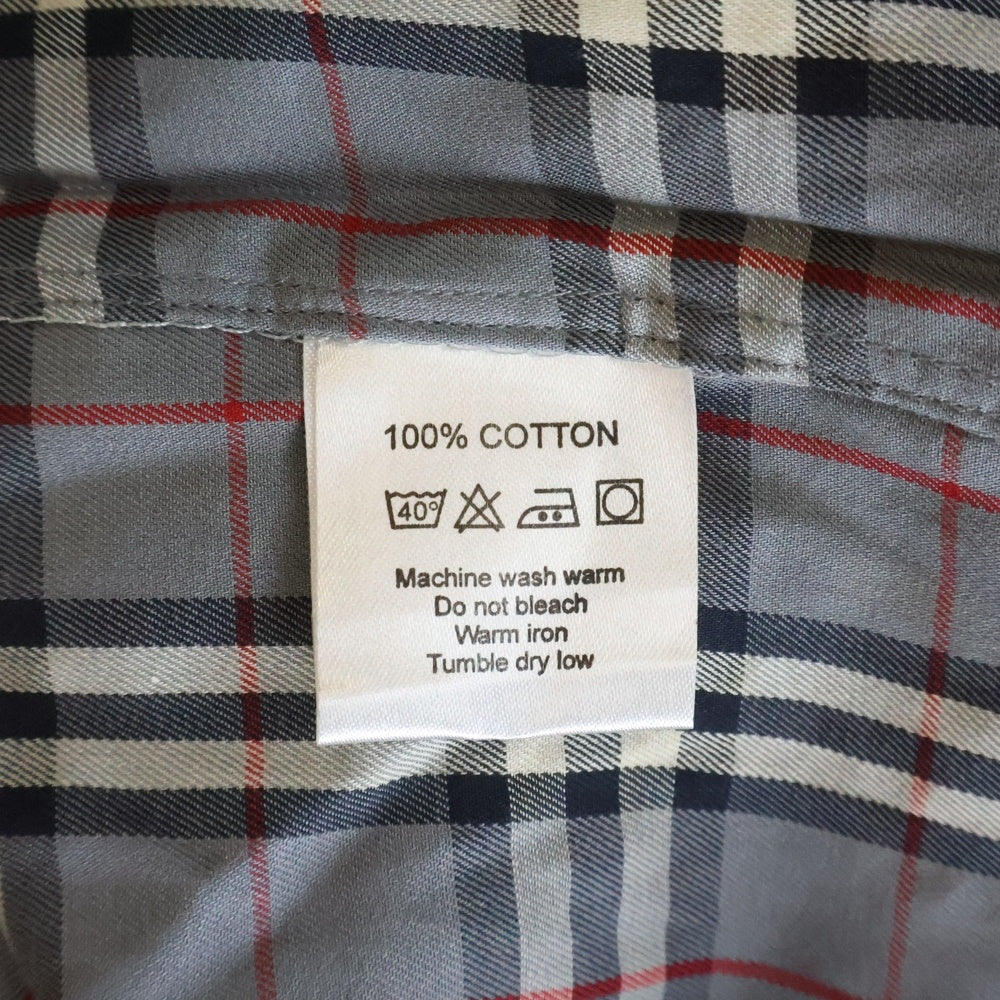 100% COTTON
40°
Machine wash warm
Do not bleach
Warm iron
Tumble dry low